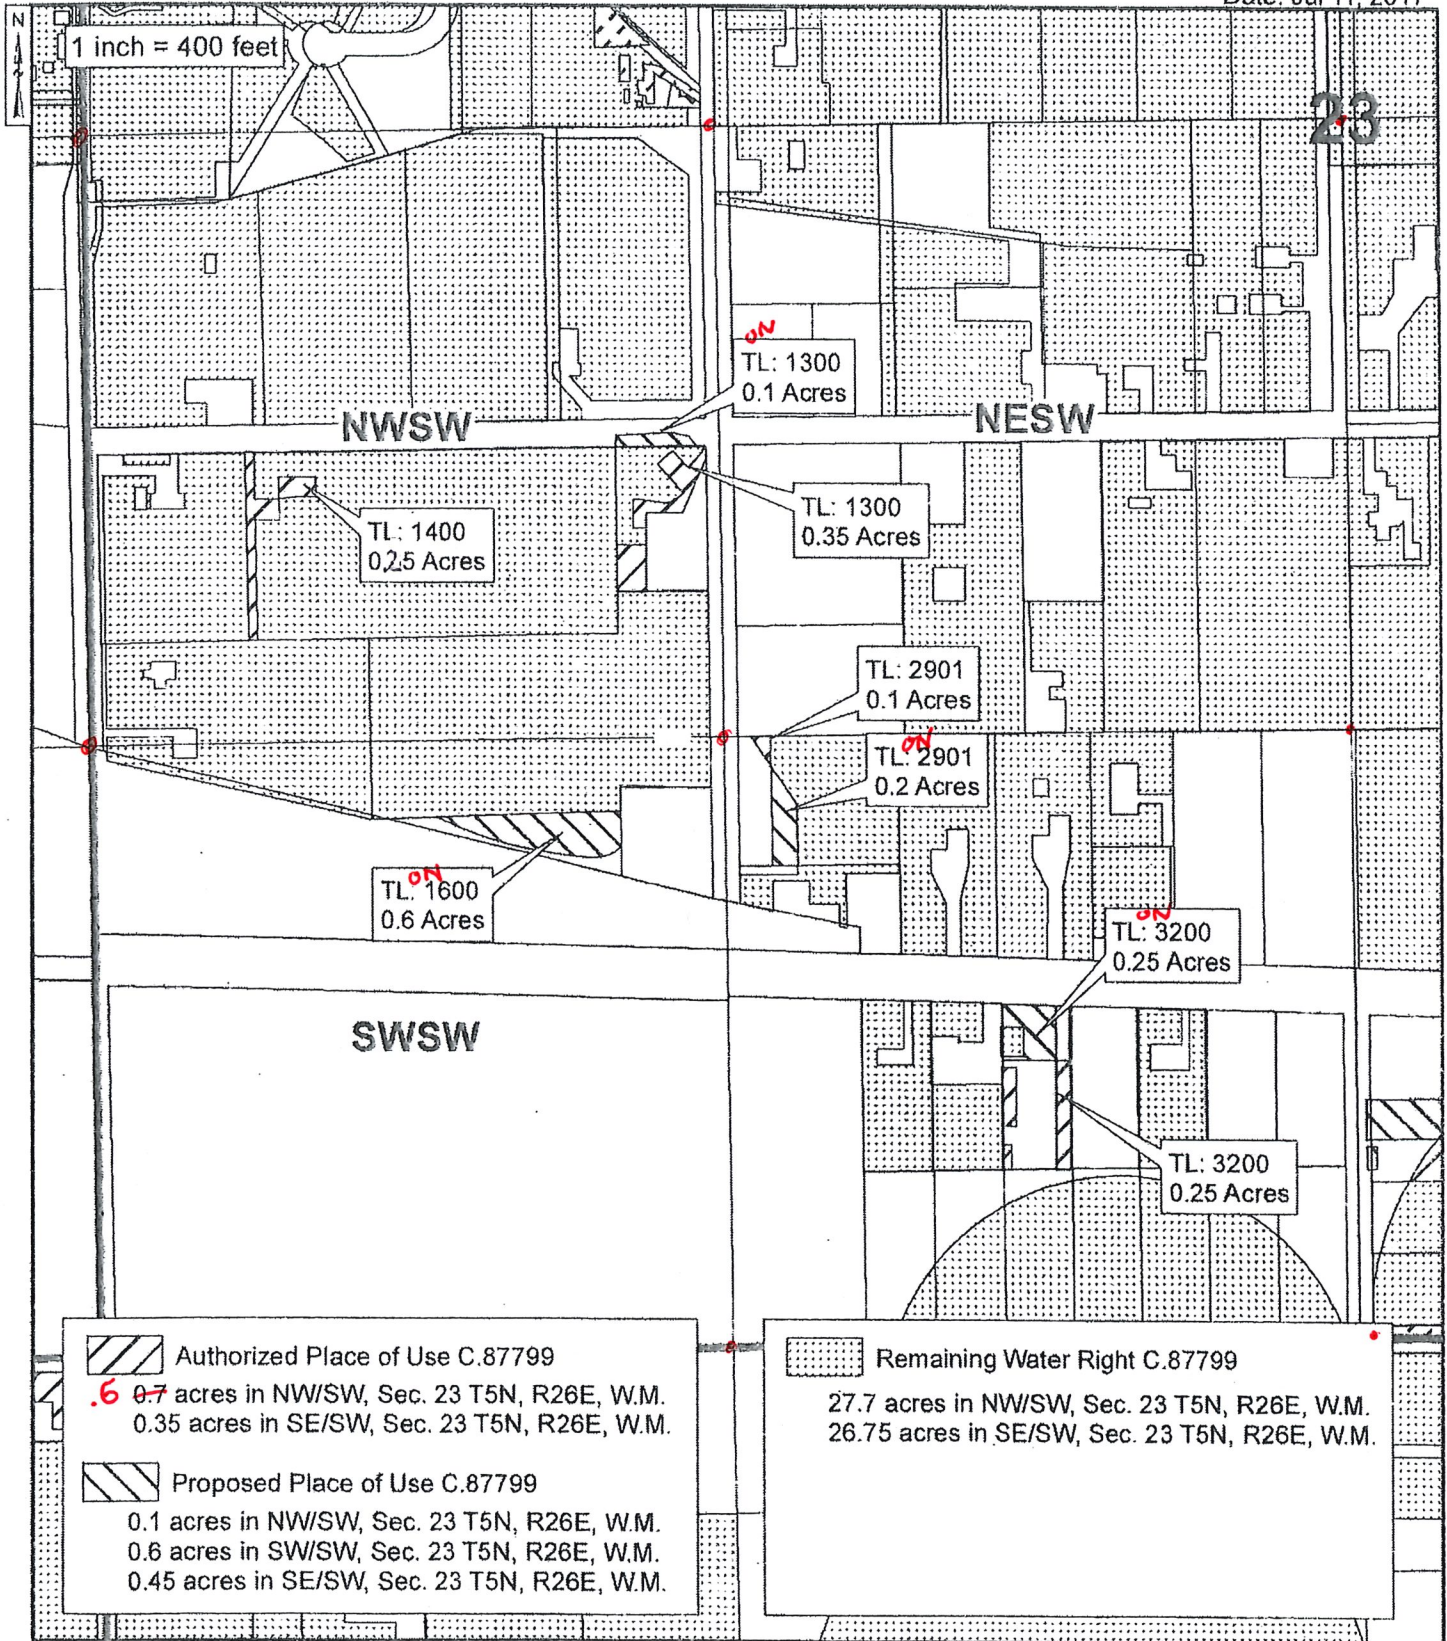 Date: Jul 11, 2017
N
1 inch = 400 feet
23
ON
TL: 1300
0.1 Acres
NWSW
NESW
TL: 1300
0.35 Acres
TL: 1400
0.25 Acres
TL: 2901
0.1 Acres
ON
TL: 2901
0.2 Acres
ON
TL: 1600
0.6 Acres
ON
TL: 3200
0.25 Acres
SWSW
TL: 3200
0.25 Acres
Authorized Place of Use C.87799
.6 0.7 acres in NW/SW, Sec. 23 T5N, R26E, W.M.
0.35 acres in SE/SW, Sec. 23 T5N, R26E, W.M.
Proposed Place of Use C.87799
0.1 acres in NW/SW, Sec. 23 T5N, R26E, W.M.
0.6 acres in SW/SW, Sec. 23 T5N, R26E, W.M.
0.45 acres in SE/SW, Sec. 23 T5N, R26E, W.M.
Remaining Water Right C.87799
27.7 acres in NW/SW, Sec. 23 T5N, R26E, W.M.
26.75 acres in SE/SW, Sec. 23 T5N, R26E, W.M.